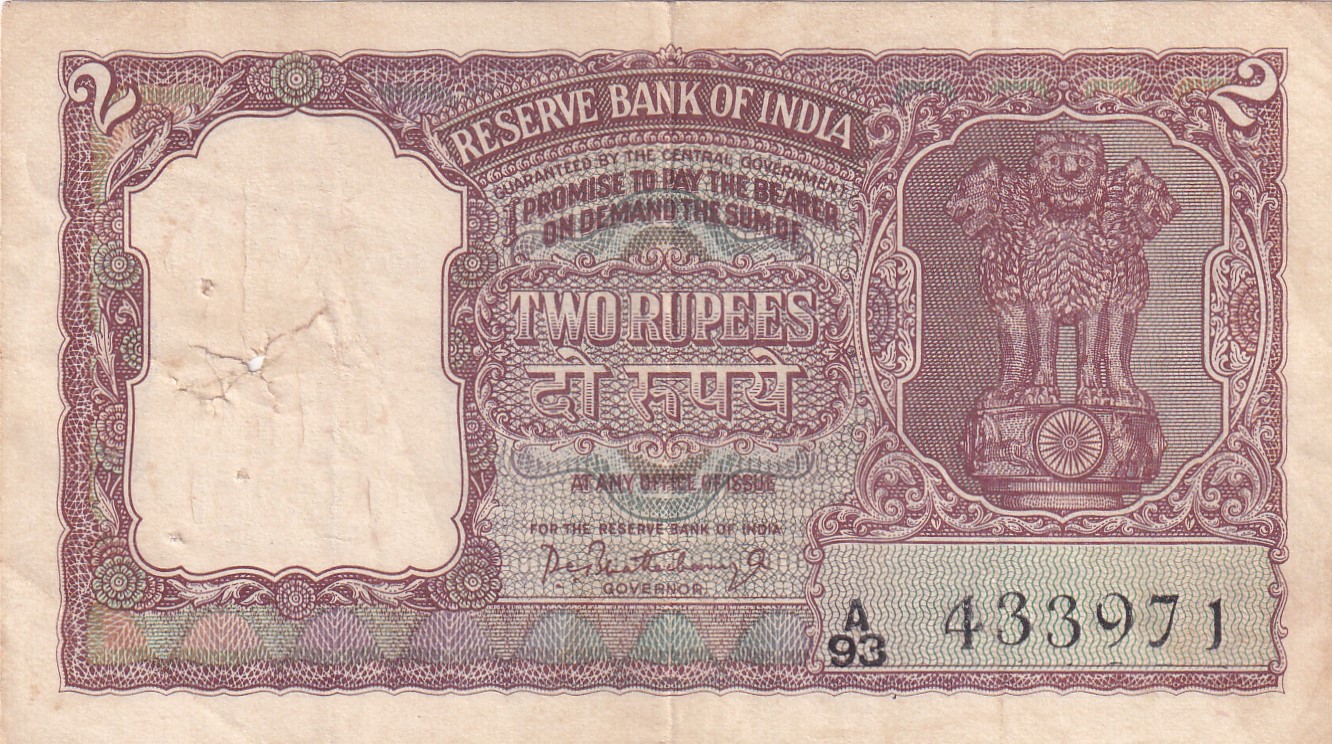 2 2
RESERVE BANK OF INDIA
GUARANTEED BY THE CENTRAL GOVERNMENT
I PROMISE TO PAY THE BEARER
ON DEMAND THE SUM OF
TWO RUPEES
दो रुपये
AT ANY OFFICE OF ISSUE
FOR THE RESERVE BANK OF INDIA
GOVERNOR
A
93 433971